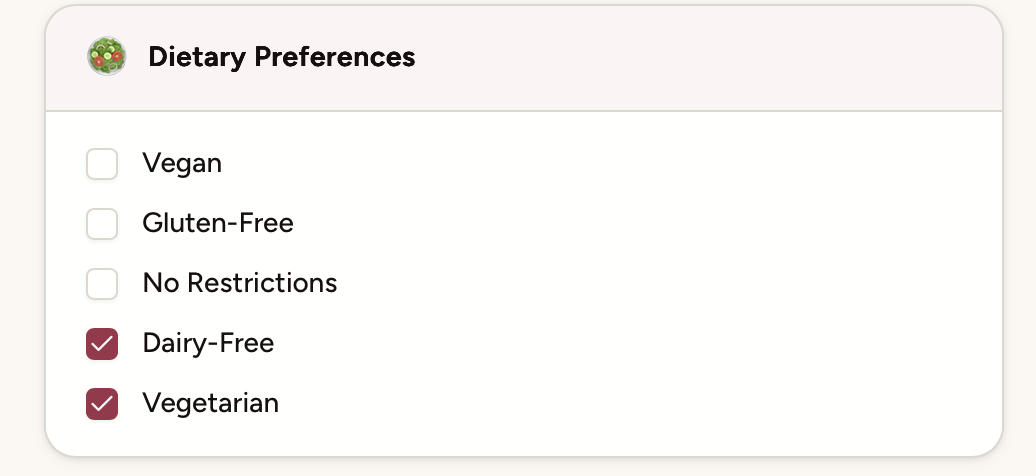 Dietary Preferences
Vegan
Gluten-Free
No Restrictions
Dairy-Free
Vegetarian